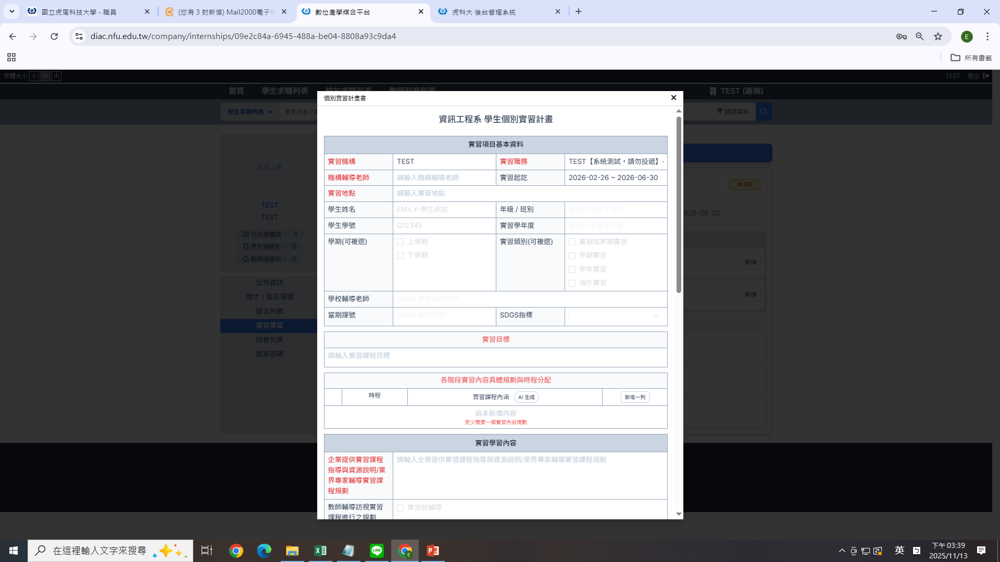 國立虎尾科技大學 - 職員
(您有 3 封新信) Mail2000電子信
數位產學媒合平台
虎科大 後台管理系統
diac.nfu.edu.tw/company/internships/09e2c84a-6945-488a-be04-8808a93c9da4
E
所有書籤
字體大小 小 中 大
TEST 登出
首頁 學生求職列表 校友求職列表 教師刊登列表 TEST (廠商)
學生求職列表 學生科系 / 篩選資料
個別實習計畫書
資訊工程系 學生個別實習計畫
實習項目基本資料
實習機構 TEST 實習職務 TEST【系統測試，請勿投遞】-
機構輔導老師 請輸入機構輔導老師 實習起訖 2026-02-26 ~ 2026-06-30
實習地點 請輸入實習地點
學生姓名 EMILY-學生測試 年級 / 班別 請輸入年級 / 班別
學生學號 Q12345 實習學年度 請輸入實習學年度
學期(可複選) 上學期 實習類別(可複選) 暑期或寒期實習
下學期 學期實習
學年實習
海外實習
學校輔導老師 請輸入學校輔導老師
當期課號 請輸入當期課號 SDGS指標
實習目標
請輸入實習課程目標
各階段實習內容具體規劃與時程分配
時程 實習課程內涵 AI 生成 新增一列
尚未新增內容
至少需要一個實習內容規劃
實習學習內容
企業提供實習課程 請輸入企業提供實習課程指導與資源說明/業界專家輔導實習課程規劃
指導與資源說明/業
界專家輔導實習課
程規劃
教師輔導訪視實習 實習前輔導
課程進行之規劃
尚未上傳
TEST
TEST
已刊登職缺 - 1
學生端通知 - 0
教師端通知 - 0
公司資訊
徵才 / 委託管理
媒合列表
實習專區
問卷列表
變更密碼
實習前
026-06-30
新增
新增
在這裡輸入文字來搜尋
英
下午 03:39
2025/11/13